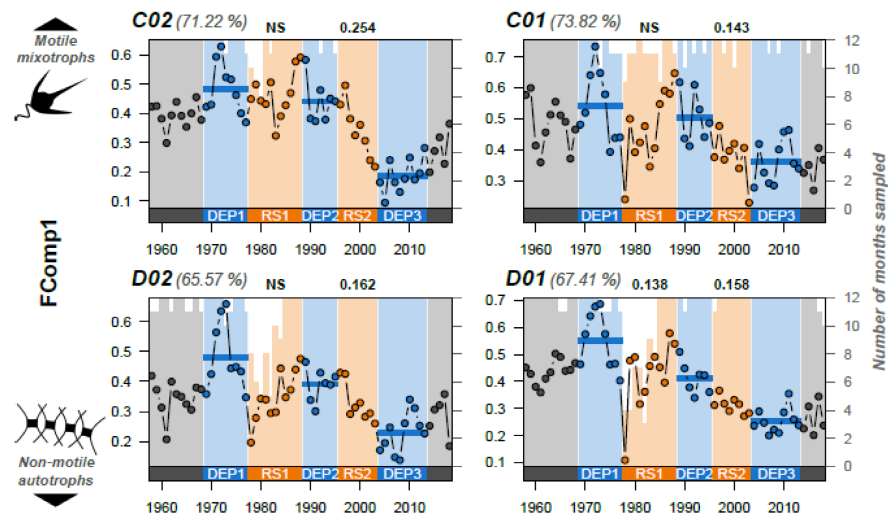 Motile
mixotrophs
FComp1
Non-motile
autotrophs
C02 (71.22 %)
RS 0.254
0.6
0.5
0.4
0.3
0.2
0.1
DEP1 RS1 DEP2 RS2 DEP3
1960 1970 1980 1990 2000 2010
C01 (73.82 %)
NS 0.143
0.7
0.6
0.5
0.4
0.3
12
10
8
6
4
2
0
DEP1 RS1 DEP2 RS2 DEP3
1960 1970 1980 1990 2000 2010
D02 (65.57 %)
NS 0.162
0.6
0.5
0.4
0.3
0.2
DEP1 RS1 DEP2 RS2 DEP3
1960 1970 1980 1990 2000 2010
D01 (67.41 %)
0.138 0.158
0.7
0.6
0.5
0.4
0.3
0.2
0.1
12
10
8
6
4
2
0
DEP1 RS1 DEP2 RS2 DEP3
1960 1970 1980 1990 2000 2010
Number of months sampled